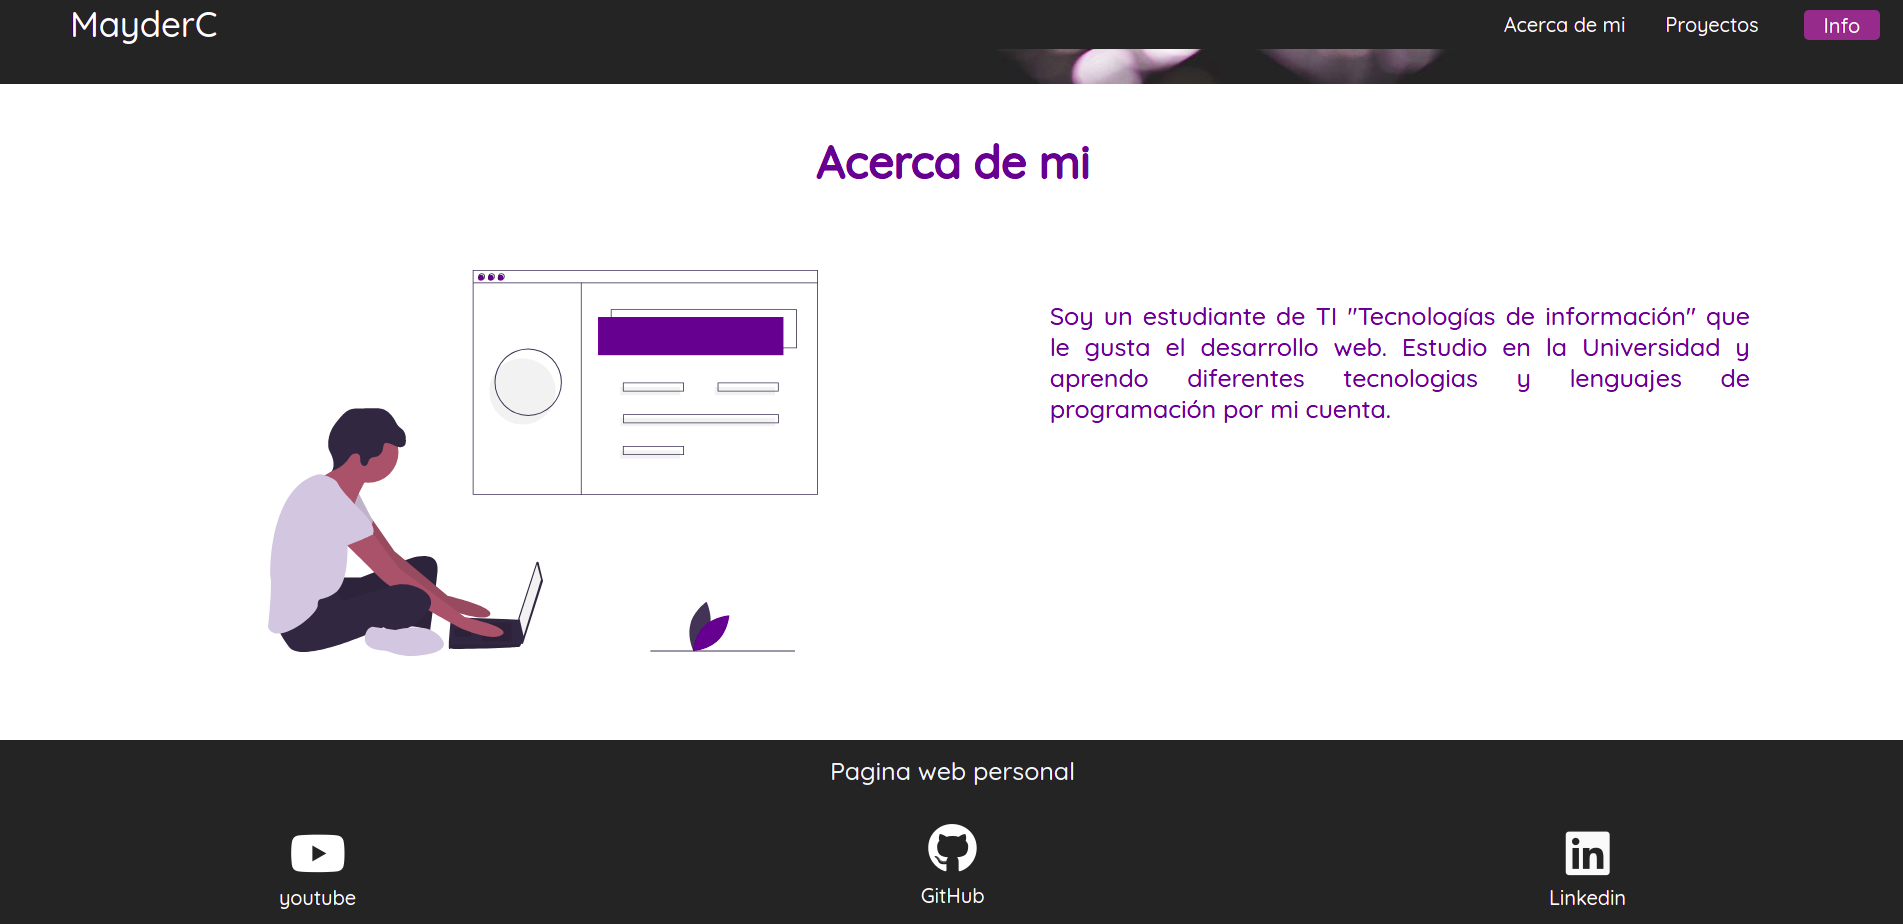 MayderC
Acerca de mi
Proyectos
Info
Acerca de mi
Soy un estudiante de TI "Tecnologías de información" que
le gusta el desarrollo web. Estudio en la Universidad y
aprendo diferentes tecnologias y lenguajes de
programación por mi cuenta.
Pagina web personal
youtube
GitHub
Linkedin